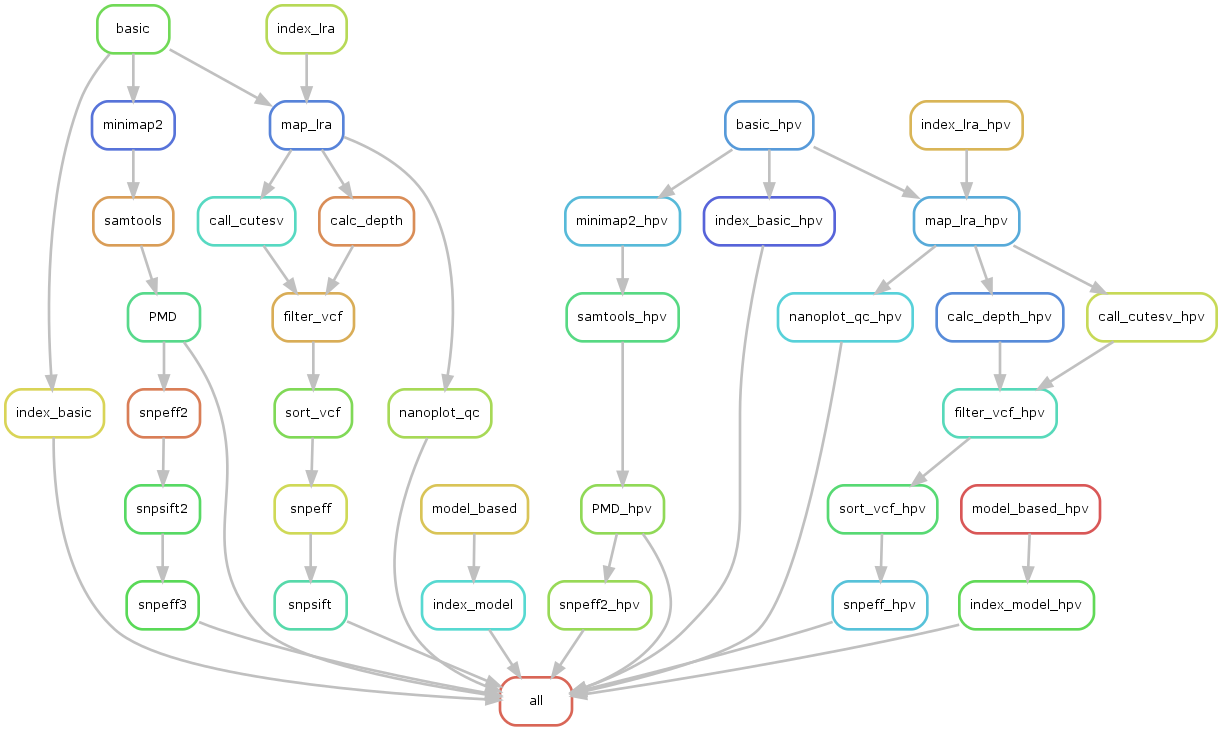 basic
index_lra
minimap2
map_lra
basic_hpv
index_lra_hpv
samtools
call_cutesv
calc_depth
minimap2_hpv
index_basic_hpv
map_lra_hpv
PMD
filter_vcf
samtools_hpv
nanoplot_qc_hpv
calc_depth_hpv
call_cutesv_hpv
index_basic
snpeff2
sort_vcf
nanoplot_qc
filter_vcf_hpv
snpsift2
snpeff
model_based
PMD_hpv
sort_vcf_hpv
model_based_hpv
snpeff3
snpsift
index_model
snpeff2_hpv
snpeff_hpv
index_model_hpv
all